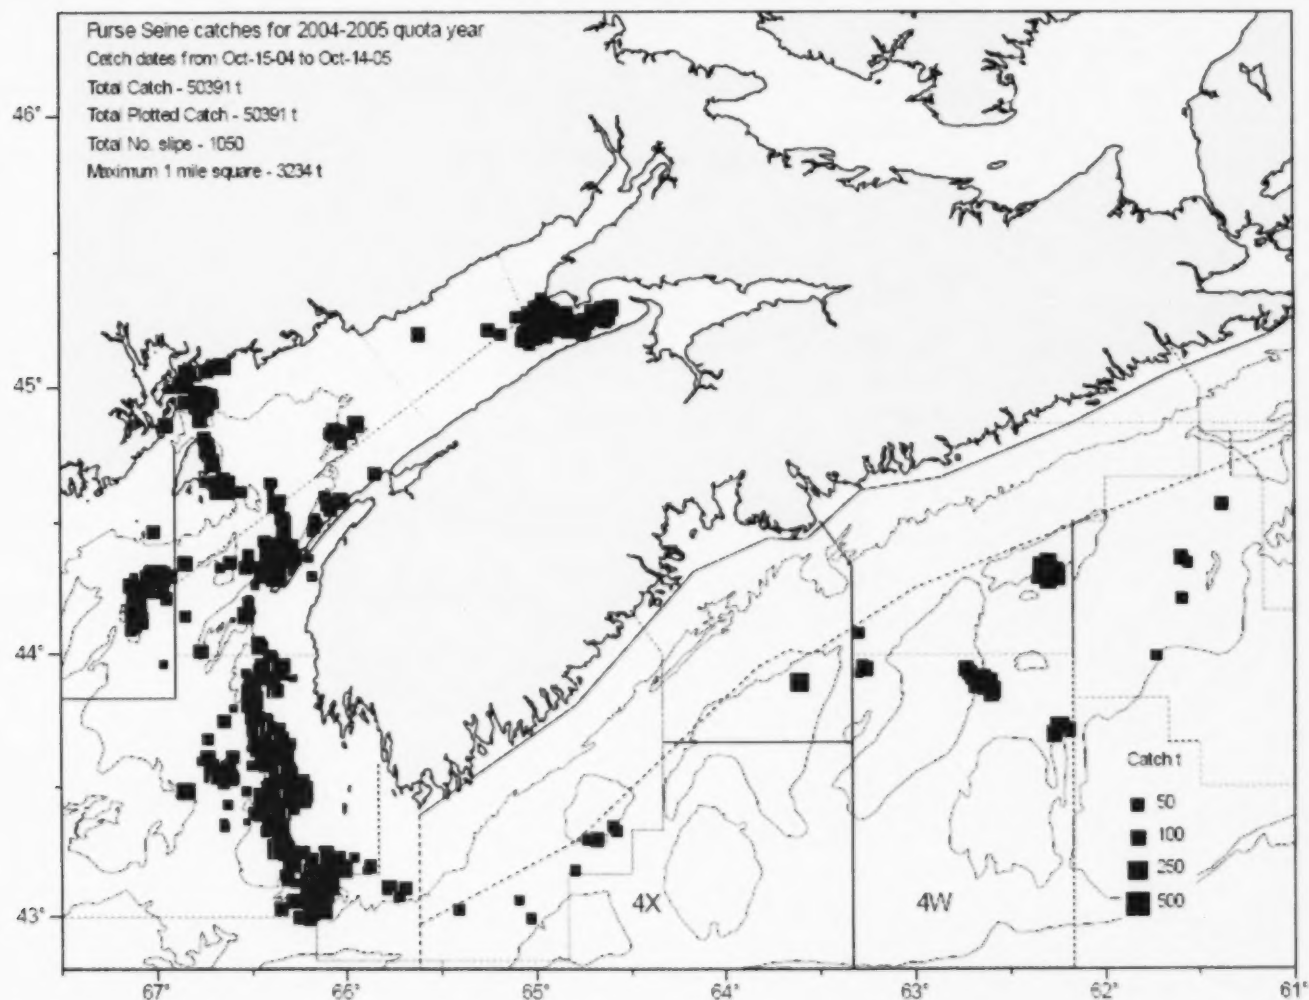 Purse Seine catches for 2004-2005 quota year
Catch dates from Oct-15-04 to Oct-14-05
Total Catch - 50391 t
Total Plotted Catch - 50391 t
Total No. slips - 1050
Maximum 1 mile square - 3234 t
46°
45°
44°
43°
Catch t
50
100
250
500
4X
4W
67°
66°
65°
64°
63°
62°
61°